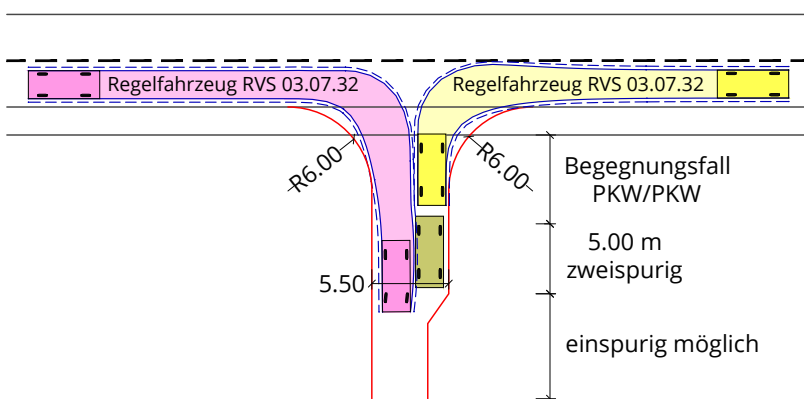 Regelfahrzeug RVS 03.07.32
Regelfahrzeug RVS 03.07.32
R6.00
R6.00
Begegnungsfall
PKW/PKW
5.00 m
zweispurig
5.50
einspurig möglich